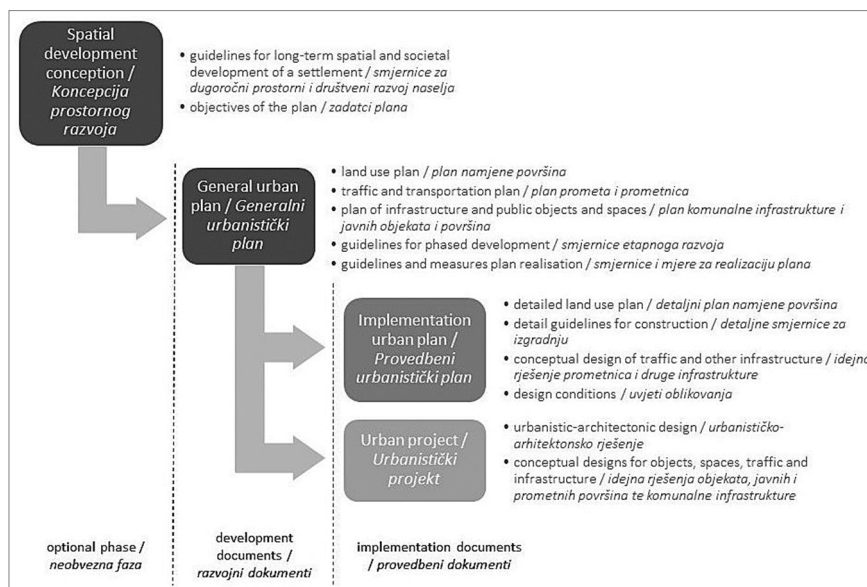 Spatial
development
conception /
Koncepcija
prostornog
razvoja
• guidelines for long-term spatial and societal
development of a settlement / smjernice za
dugoročni prostorni i društveni razvoj naselja
• objectives of the plan / zadatci plana
General urban
plan / Generalni
urbanistički
plan
• land use plan / plan namjene površina
• traffic and transportation plan / plan prometa i prometnica
• plan of infrastructure and public objects and spaces / plan komunalne infrastrukture i
javnih objekata i površina
• guidelines for phased development / smjernice etapnoga razvoja
• guidelines and measures plan realisation / smjernice i mjere za realizaciju plana
Implementation
urban plan /
Provedbeni
urbanistički plan
• detailed land use plan / detaljni plan namjene površina
• detail guidelines for construction / detaljne smjernice za
izgradnju
• conceptual design of traffic and other infrastructure / idejna
rješenje prometnica i druge infrastrukture
• design conditions / uvjeti oblikovanja
Urban project /
Urbanistički
projekt
• urbanistic-architectonic design / urbanističko-
arhitektonsko rješenje
• conceptual designs for objects, spaces, traffic and
infrastructure / idejna rješenja objekata, javnih i
prometnih površina te komunalne infrastrukture
optional phase /
neobvezna faza
development
documents /
razvojni dokumenti
implementation documents
/ provedbeni dokumenti